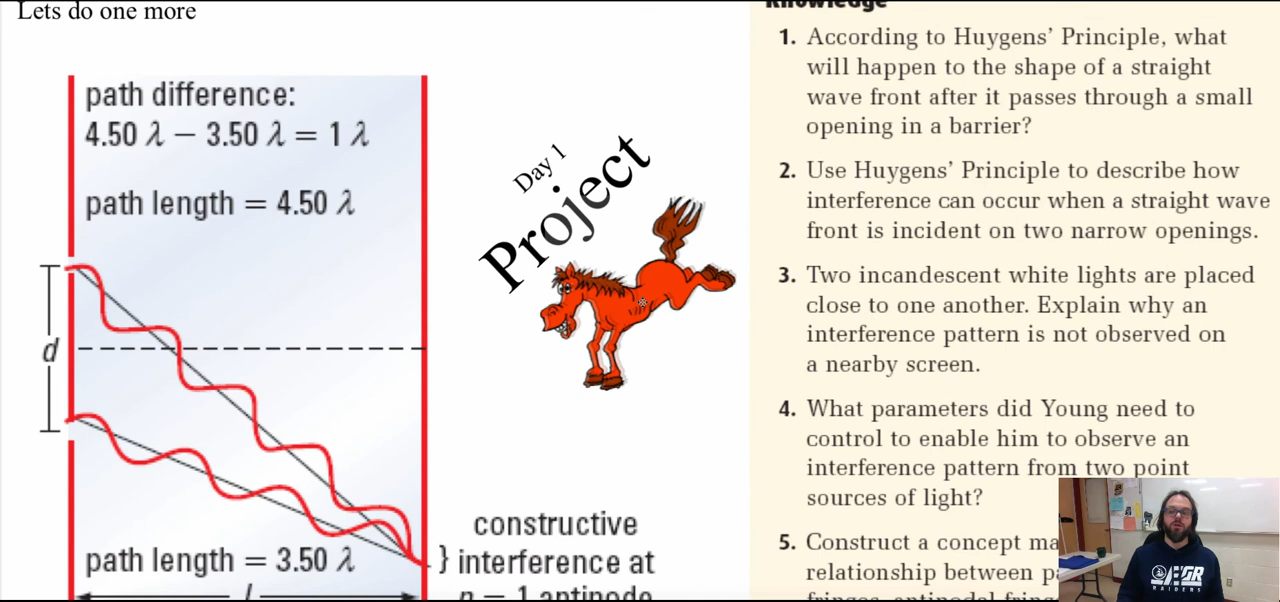 Lets do one more
path difference:
4.50 λ − 3.50 λ = 1 λ
path length = 4.50 λ
d
path length = 3.50 λ
l
constructive
} interference at
n = 1 antinode
Day 1
Project
Knowledge
1. According to Huygens’ Principle, what
will happen to the shape of a straight
wave front after it passes through a small
opening in a barrier?
2. Use Huygens’ Principle to describe how
interference can occur when a straight wave
front is incident on two narrow openings.
3. Two incandescent white lights are placed
close to one another. Explain why an
interference pattern is not observed on
a nearby screen.
4. What parameters did Young need to
control to enable him to observe an
interference pattern from two point
sources of light?
5. Construct a concept ma
relationship between p
RAIDERS